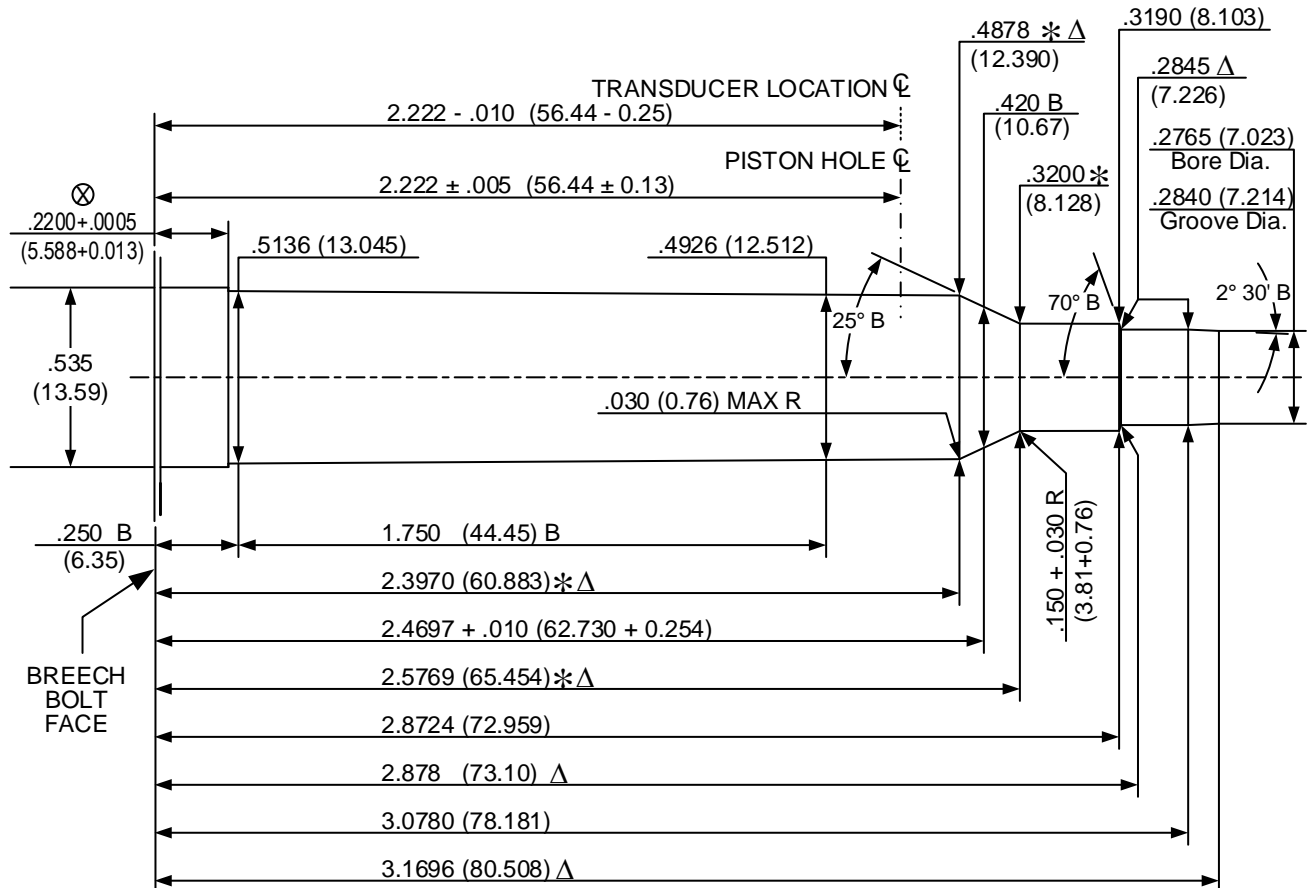 .4878 ✻ Δ
(12.390)
.3190 (8.103)
.2845 Δ
(7.226)
TRANSDUCER LOCATION ℄
2.222 - .010 (56.44 - 0.25)
.420 B
(10.67)
.2765 (7.023)
Bore Dia.
PISTON HOLE ℄
2.222 ± .005 (56.44 ± 0.13)
.3200 ✻
(8.128)
.2840 (7.214)
Groove Dia.
⊗
.2200+.0005
(5.588+0.013)
.5136 (13.045)
.4926 (12.512)
25° B
70° B
2° 30' B
.535
(13.59)
.030 (0.76) MAX R
.150 + .030 R
(3.81+0.76)
.250 B
(6.35)
1.750 (44.45) B
2.3970 (60.883)✻ Δ
2.4697 + .010 (62.730 + 0.254)
BREECH
BOLT
FACE
2.5769 (65.454)✻ Δ
2.8724 (72.959)
2.878 (73.10) Δ
3.0780 (78.181)
3.1696 (80.508) Δ